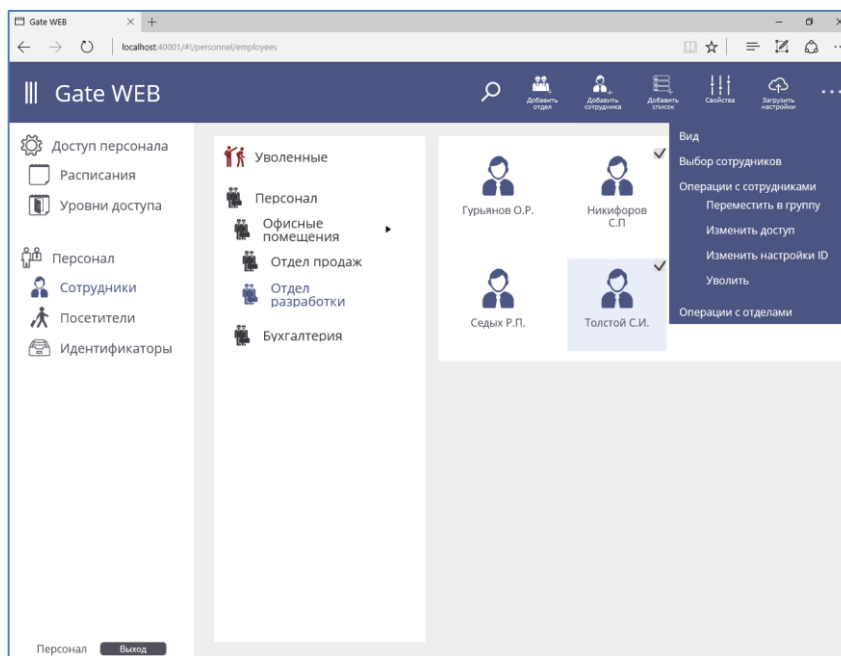 Gate WEB
localhost:40001/#!/personnel/employees
Gate WEB
Добавить
отдел
Добавить
сотрудника
Добавить
список
Свойства
Загрузить
настройки
Доступ персонала
Расписания
Уровни доступа
Персонал
Сотрудники
Посетители
Идентификаторы
Уволенные
Персонал
Офисные
помещения
Отдел продаж
Отдел
разработки
Бухгалтерия
Гурьянов О.Р.
Никифоров
С.П
Седых Р.П.
Толстой С.И.
Вид
Выбор сотрудников
Операции с сотрудниками
Переместить в группу
Изменить доступ
Изменить настройки ID
Уволить
Операции с отделами
Персонал
Выход